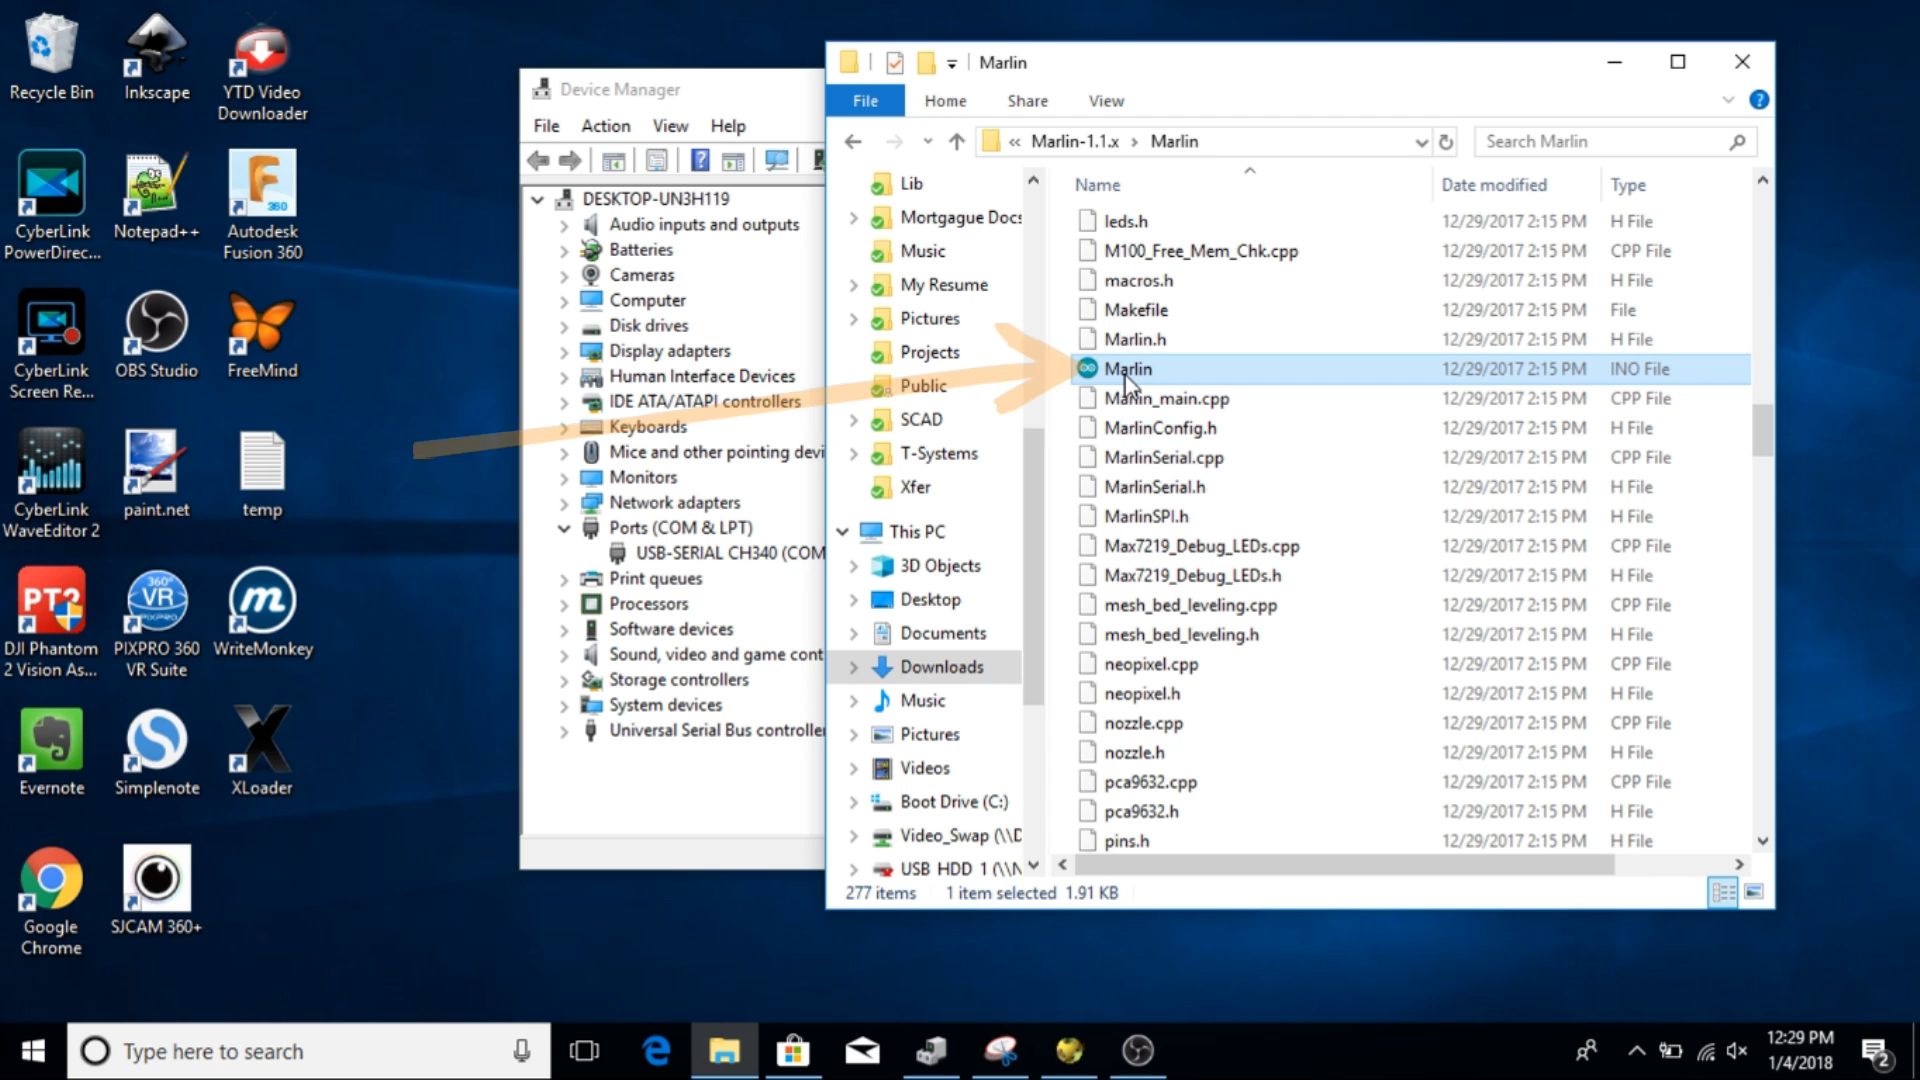 Recycle Bin
Inkscape
YTD Video
Downloader
CyberLink
PowerDirec...
Notepad++
Autodesk
Fusion 360
360
CyberLink
Screen Re...
OBS Studio
FreeMind
CyberLink
WaveEditor 2
paint.net
temp
PT2
360°
VR
PIXPRO
m
DJI Phantom
2 Vision As...
PIXPRO 360
VR Suite
WriteMonkey
Evernote
Simplenote
X
XLoader
Google
Chrome
SJCAM 360+
Device Manager
File Action View Help
DESKTOP-UN3H119
Audio inputs and outputs
Batteries
Cameras
Computer
Disk drives
Display adapters
Human Interface Devices
IDE ATA/ATAPI controllers
Keyboards
Mice and other pointing devi
Monitors
Network adapters
Ports (COM & LPT)
USB-SERIAL CH340 (COM
Print queues
Processors
Software devices
Sound, video and game cont
Storage controllers
System devices
Universal Serial Bus controller
Marlin
File Home Share View
« Marlin-1.1.x › Marlin
Search Marlin
Lib
Mortgague Docs
Music
My Resume
Pictures
Projects
Public
SCAD
T-Systems
Xfer
This PC
3D Objects
Desktop
Documents
Downloads
Music
Pictures
Videos
Boot Drive (C:)
Video_Swap (\\D
USB HDD 1 (\\N
Name Date modified Type
leds.h 12/29/2017 2:15 PM H File
M100_Free_Mem_Chk.cpp 12/29/2017 2:15 PM CPP File
macros.h 12/29/2017 2:15 PM H File
Makefile 12/29/2017 2:15 PM File
Marlin.h 12/29/2017 2:15 PM H File
Marlin 12/29/2017 2:15 PM INO File
Marlin_main.cpp 12/29/2017 2:15 PM CPP File
MarlinConfig.h 12/29/2017 2:15 PM H File
MarlinSerial.cpp 12/29/2017 2:15 PM CPP File
MarlinSerial.h 12/29/2017 2:15 PM H File
MarlinSPI.h 12/29/2017 2:15 PM H File
Max7219_Debug_LEDs.cpp 12/29/2017 2:15 PM CPP File
Max7219_Debug_LEDs.h 12/29/2017 2:15 PM H File
mesh_bed_leveling.cpp 12/29/2017 2:15 PM CPP File
mesh_bed_leveling.h 12/29/2017 2:15 PM H File
neopixel.cpp 12/29/2017 2:15 PM CPP File
neopixel.h 12/29/2017 2:15 PM H File
nozzle.cpp 12/29/2017 2:15 PM CPP File
nozzle.h 12/29/2017 2:15 PM H File
pca9632.cpp 12/29/2017 2:15 PM CPP File
pca9632.h 12/29/2017 2:15 PM H File
pins.h 12/29/2017 2:15 PM H File
277 items 1 item selected 1.91 KB
Type here to search
12:29 PM
1/4/2018
2